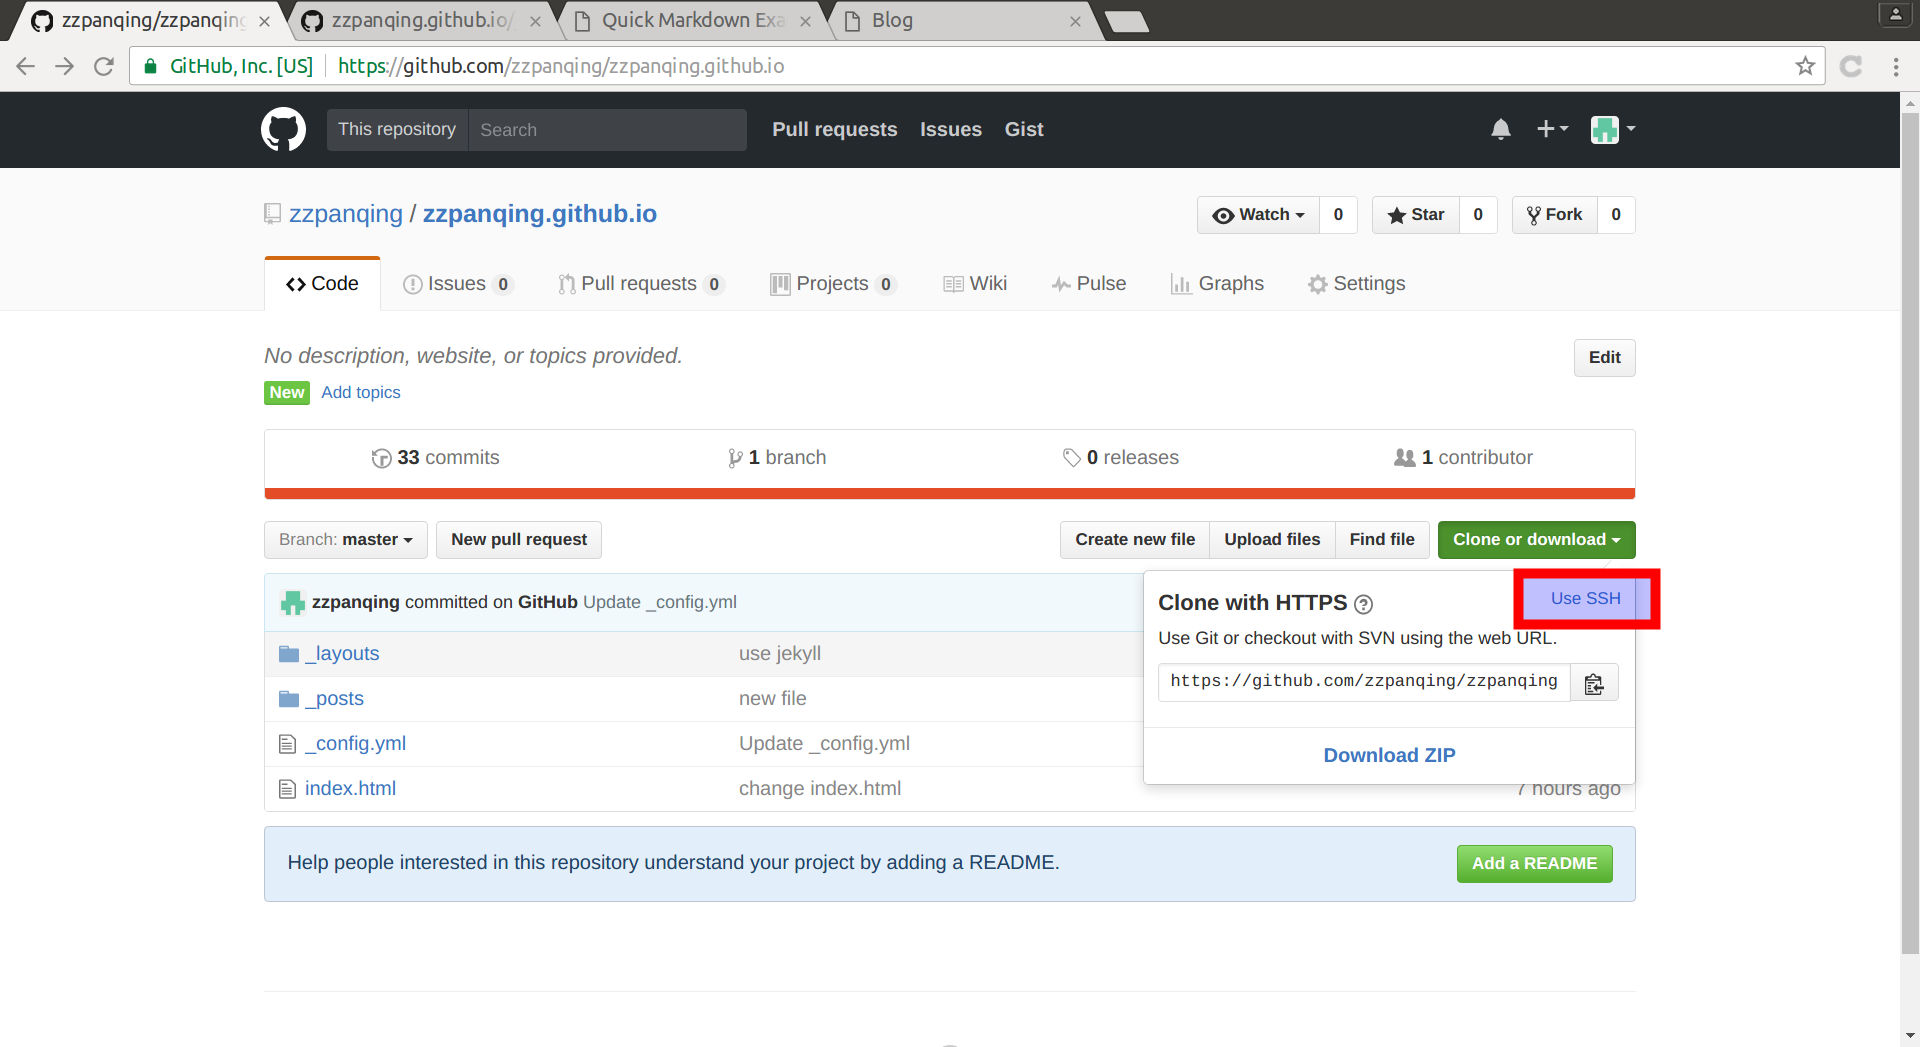 zzpanqing/zzpanqing
zzpanqing.github.io/
Quick Markdown Exa
Blog
GitHub, Inc. [US]
https://github.com/zzpanqing/zzpanqing.github.io
This repository
Search
Pull requests
Issues
Gist
zzpanqing / zzpanqing.github.io
Watch
0
Star
0
Fork
0
Code
Issues 0
Pull requests 0
Projects 0
Wiki
Pulse
Graphs
Settings
No description, website, or topics provided.
Edit
New
Add topics
33 commits
1 branch
0 releases
1 contributor
Branch: master
New pull request
Create new file
Upload files
Find file
Clone or download
zzpanqing committed on GitHub Update _config.yml
Clone with HTTPS
Use SSH
Use Git or checkout with SVN using the web URL.
https://github.com/zzpanqing/zzpanqing
Download ZIP
_layouts
use jekyll
_posts
new file
_config.yml
Update _config.yml
index.html
change index.html
7 hours ago
Help people interested in this repository understand your project by adding a README.
Add a README